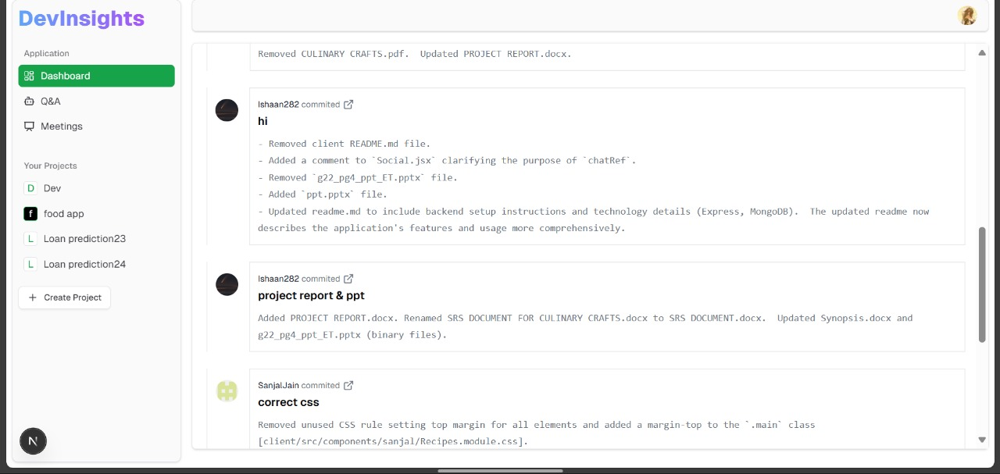 DevInsights
Application
Dashboard
Q&A
Meetings
Your Projects
D Dev
f food app
L Loan prediction23
L Loan prediction24
+ Create Project
N
Removed CULINARY CRAFTS.pdf.  Updated PROJECT REPORT.docx.
Ishaan282 commited
hi
- Removed client README.md file.
- Added a comment to `Social.jsx` clarifying the purpose of `chatRef`.
- Removed `g22_pg4_ppt_ET.pptx` file.
- Added `ppt.pptx` file.
- Updated readme.md to include backend setup instructions and technology details (Express, MongoDB).  The updated readme now
describes the application's features and usage more comprehensively.
Ishaan282 commited
project report & ppt
Added PROJECT REPORT.docx. Renamed SRS DOCUMENT FOR CULINARY CRAFTS.docx to SRS DOCUMENT.docx.  Updated Synopsis.docx and
g22_pg4_ppt_ET.pptx (binary files).
SanjalJain commited
correct css
Removed unused CSS rule setting top margin for all elements and added a margin-top to the `.main` class
[client/src/components/sanjal/Recipes.module.css].